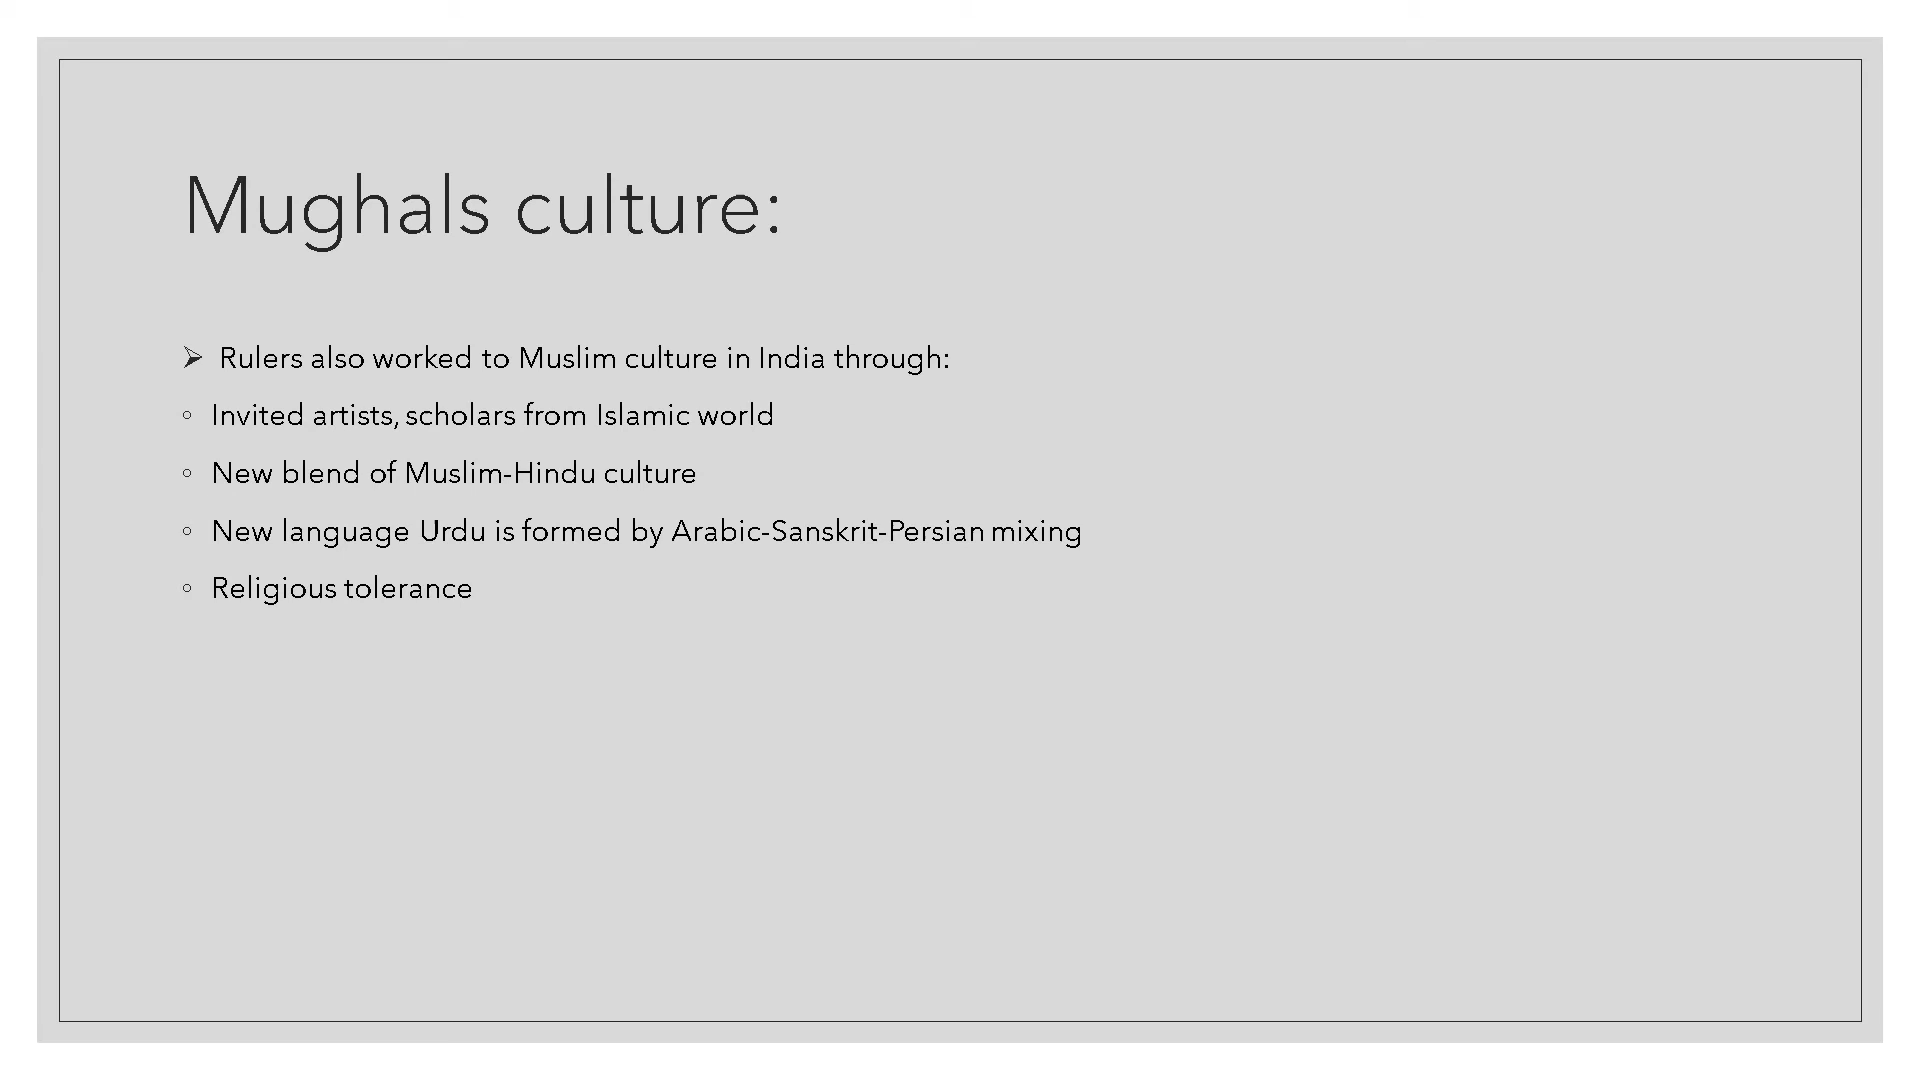 Mughals culture:
➢ Rulers also worked to Muslim culture in India through:
◦ Invited artists, scholars from Islamic world
◦ New blend of Muslim-Hindu culture
◦ New language Urdu is formed by Arabic-Sanskrit-Persian mixing
◦ Religious tolerance